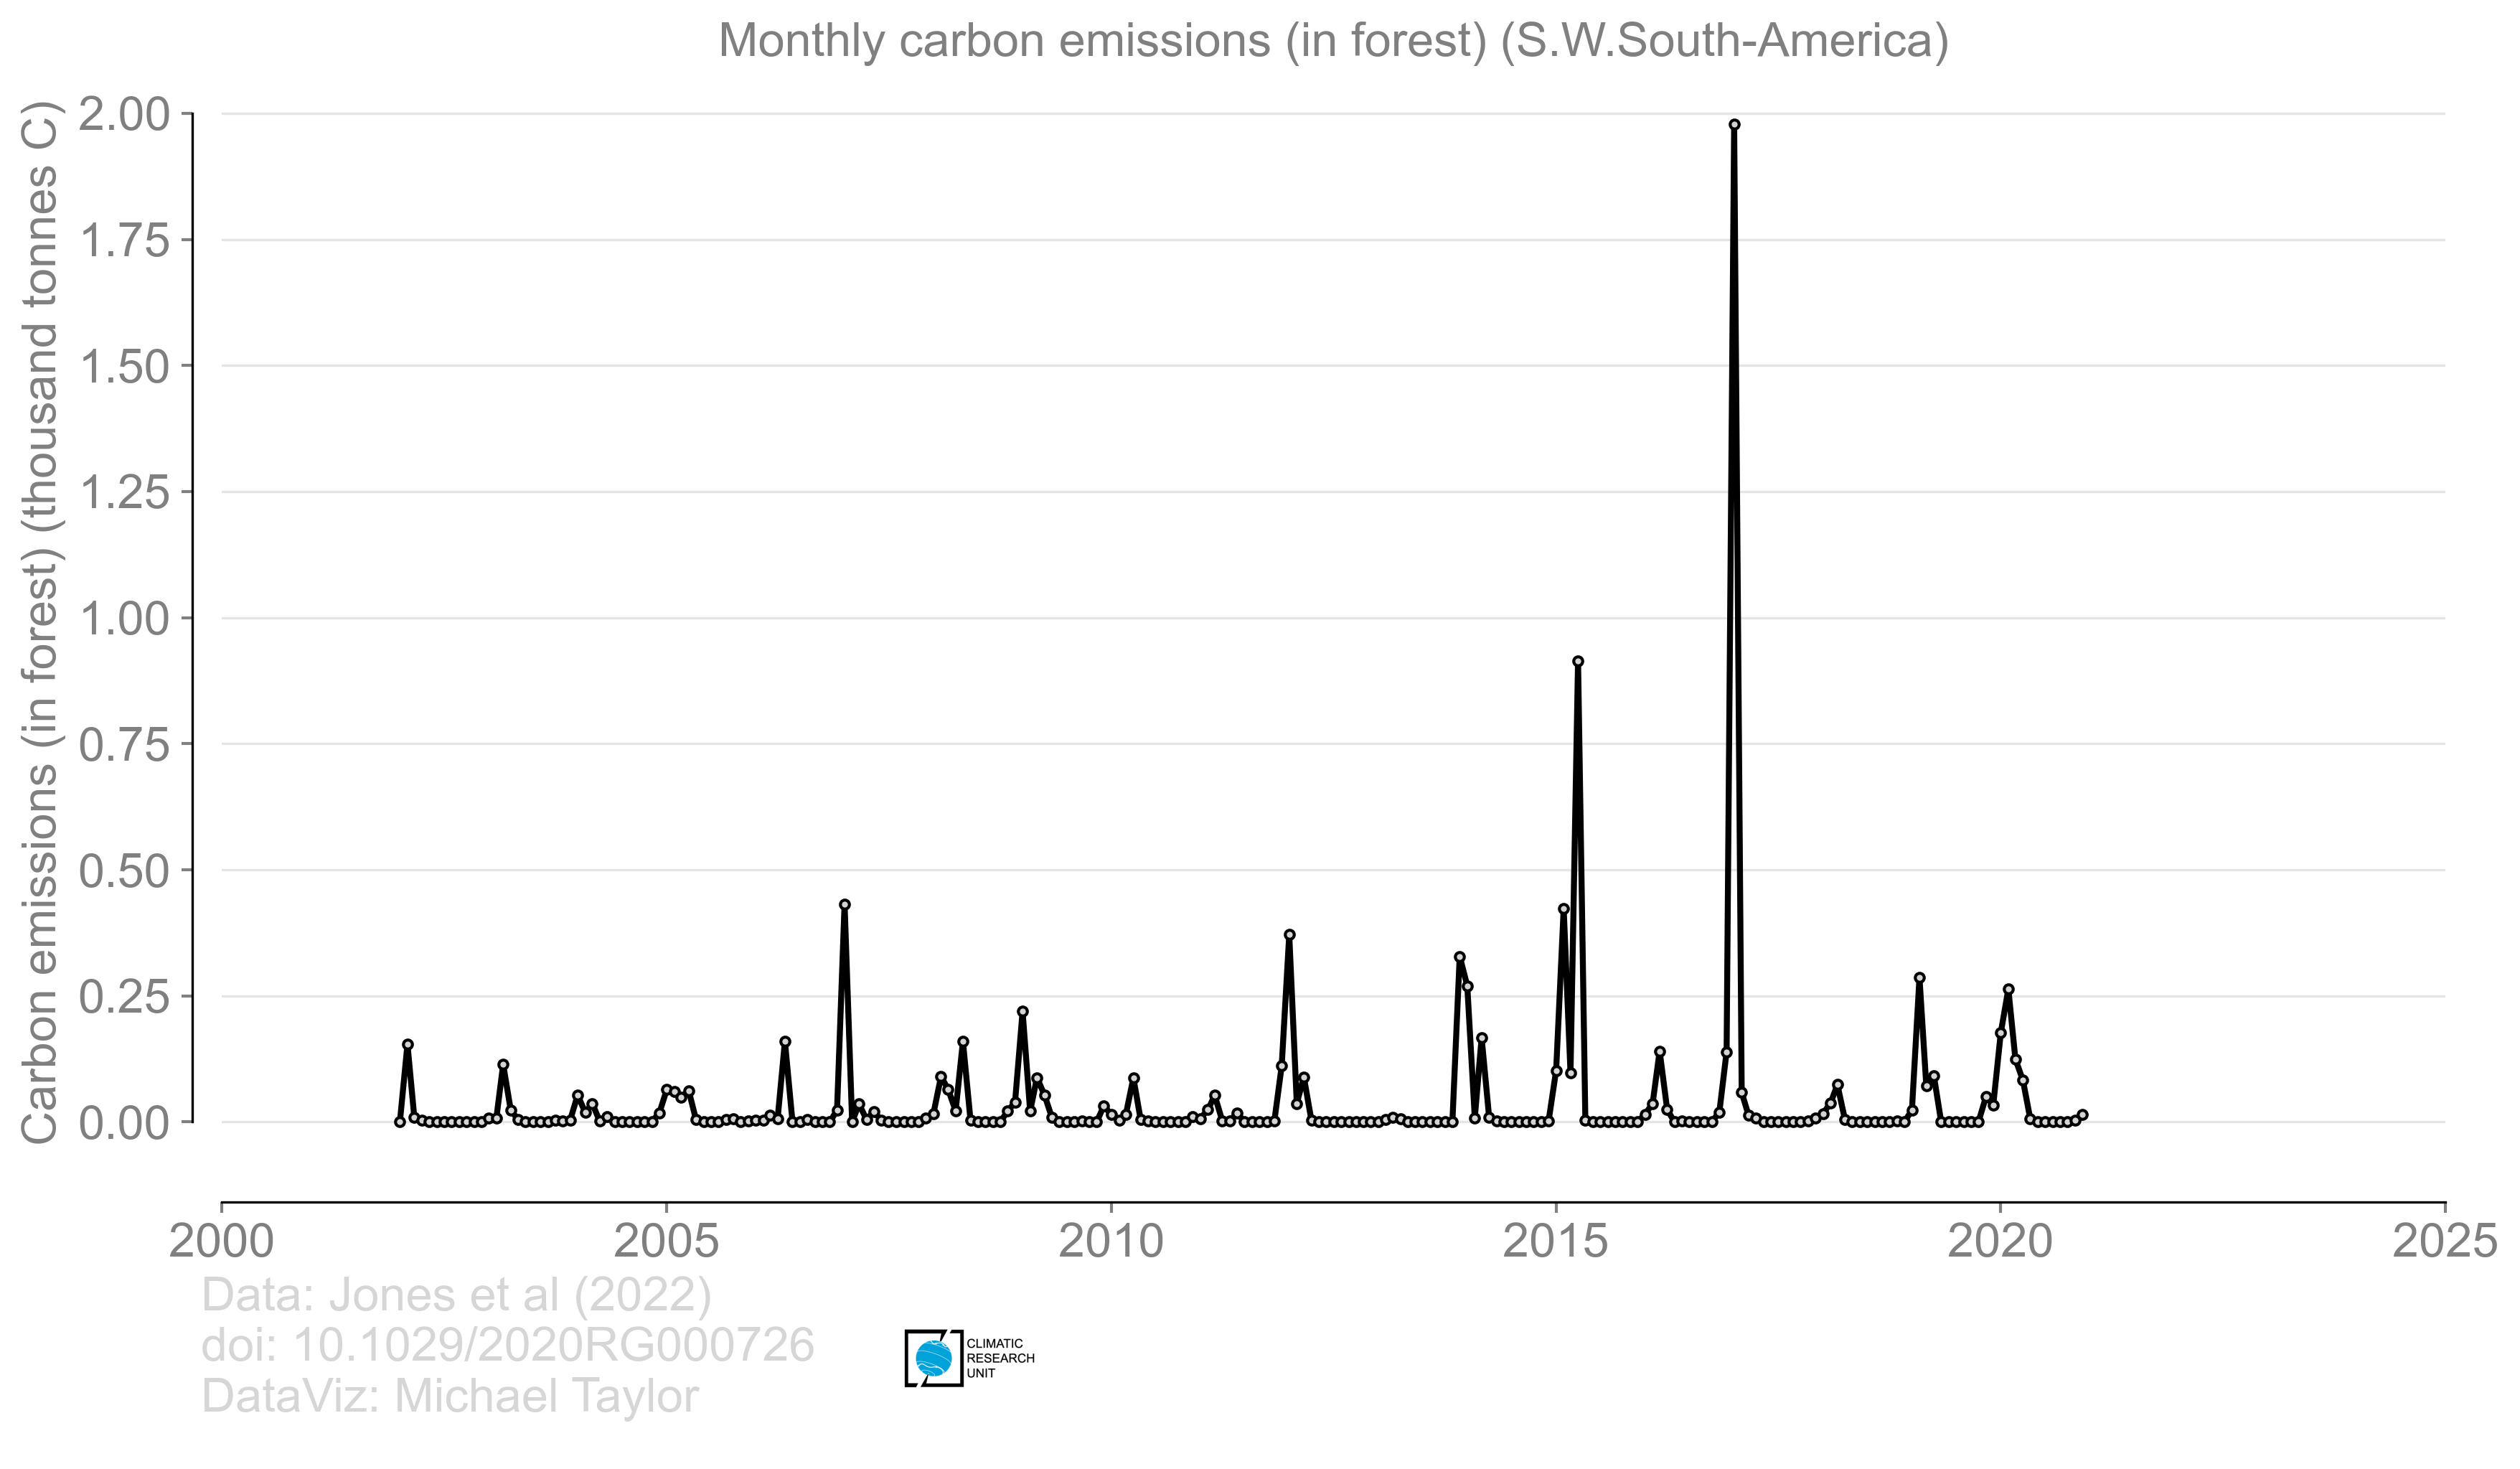 Monthly carbon emissions (in forest) (S.W.South-America)
Carbon emissions (in forest) (thousand tonnes C)
2.00
1.75
1.50
1.25
1.00
0.75
0.50
0.25
0.00
2000 2005 2010 2015 2020 2025
Data: Jones et al (2022)
doi: 10.1029/2020RG000726
DataViz: Michael Taylor
CLIMATIC
RESEARCH
UNIT